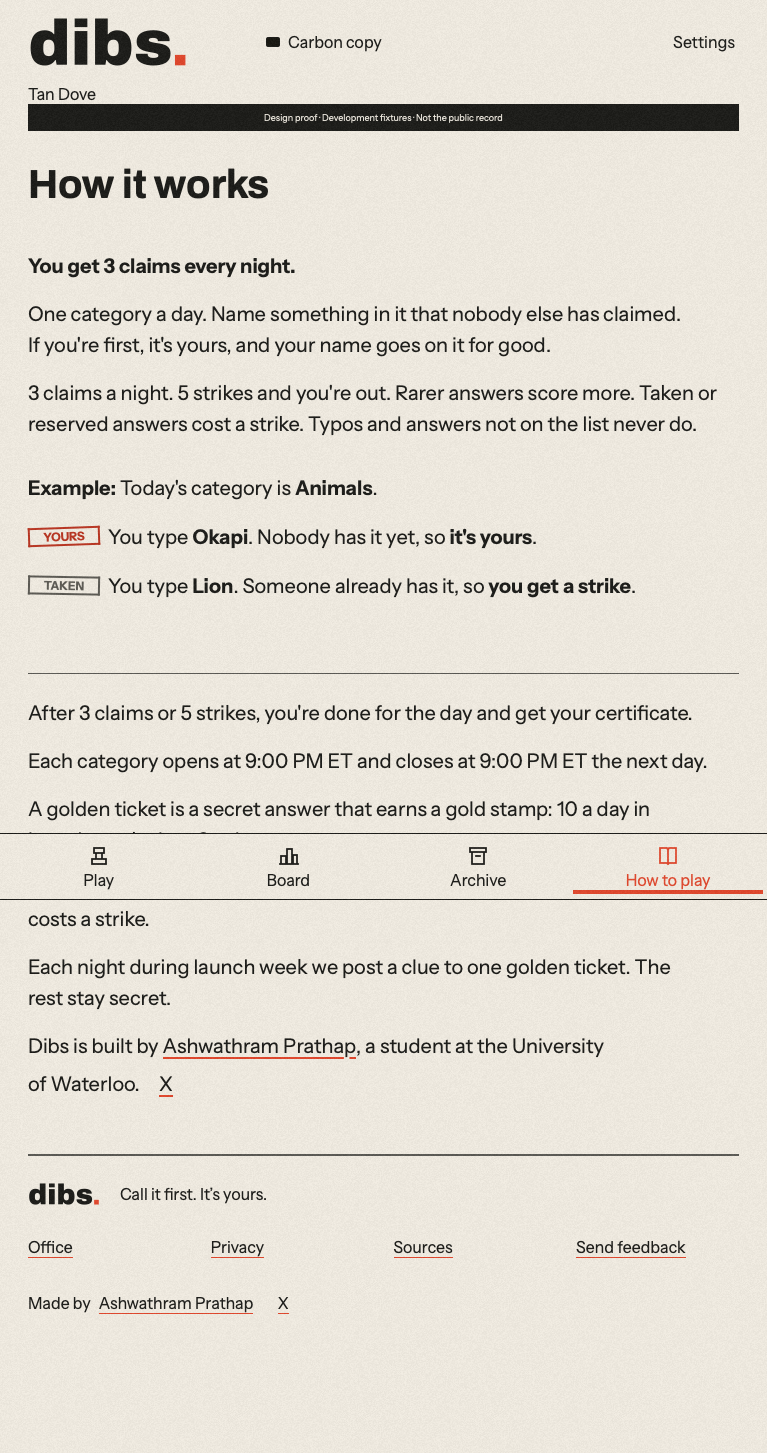 dibs.
Carbon copy
Settings
Tan Dove
Design proof · Development fixtures · Not the public record
How it works
You get 3 claims every night.
One category a day. Name something in it that nobody else has claimed.
If you're first, it's yours, and your name goes on it for good.
3 claims a night. 5 strikes and you're out. Rarer answers score more. Taken or
reserved answers cost a strike. Typos and answers not on the list never do.
Example: Today's category is Animals.
YOURS You type Okapi. Nobody has it yet, so it's yours.
TAKEN You type Lion. Someone already has it, so you get a strike.
After 3 claims or 5 strikes, you're done for the day and get your certificate.
Each category opens at 9:00 PM ET and closes at 9:00 PM ET the next day.
A golden ticket is a secret answer that earns a gold stamp: 10 a day in
Play
Board
Archive
How to play
costs a strike.
Each night during launch week we post a clue to one golden ticket. The
rest stay secret.
Dibs is built by Ashwathram Prathap, a student at the University
of Waterloo. X
dibs. Call it first. It's yours.
Office
Privacy
Sources
Send feedback
Made by Ashwathram Prathap X